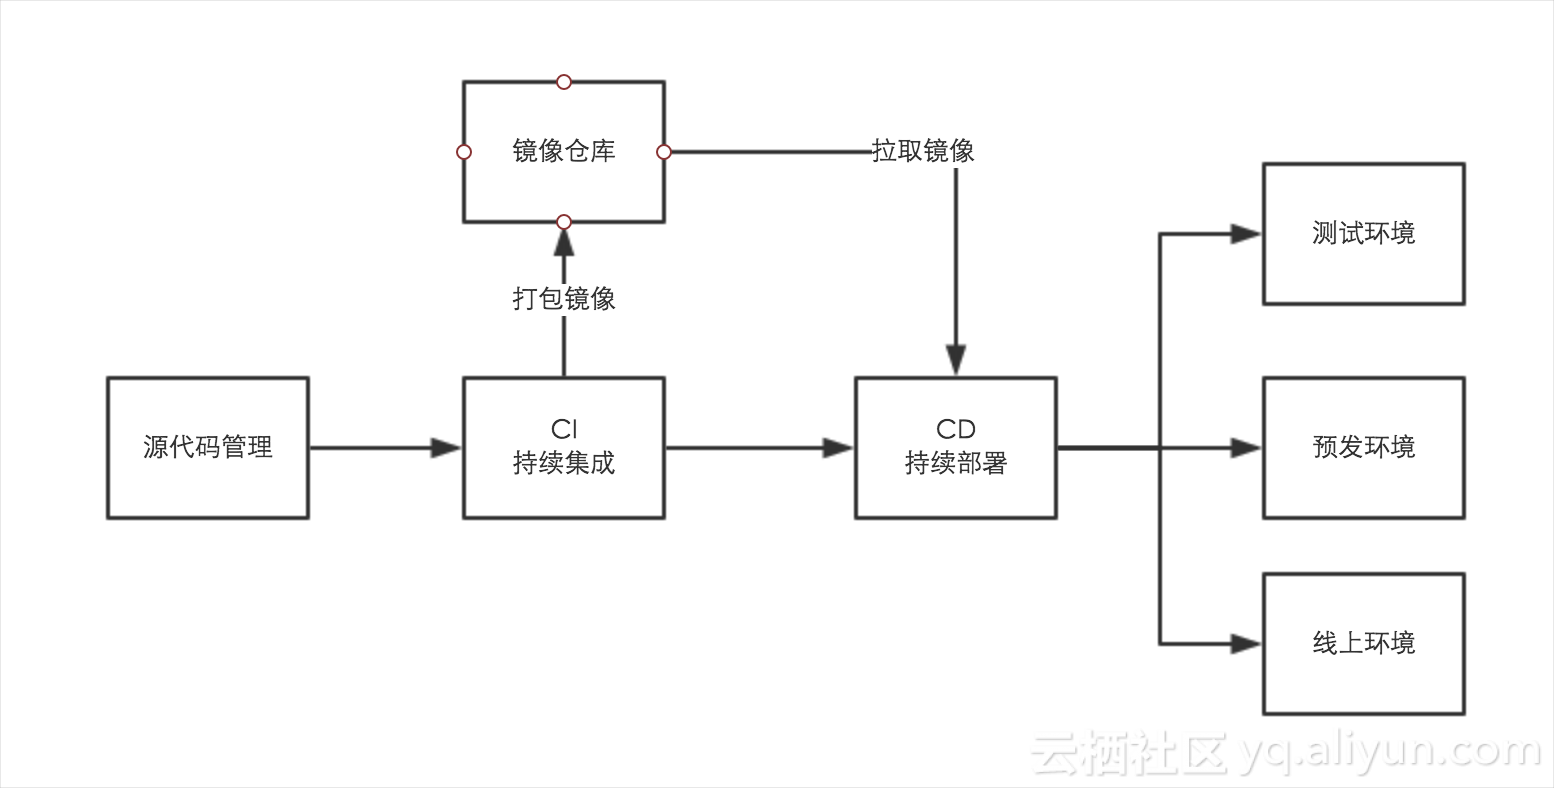 镜像仓库
拉取镜像
测试环境
打包镜像
源代码管理
CI
持续集成
CD
持续部署
预发环境
线上环境
云栖社区 yq.aliyun.com